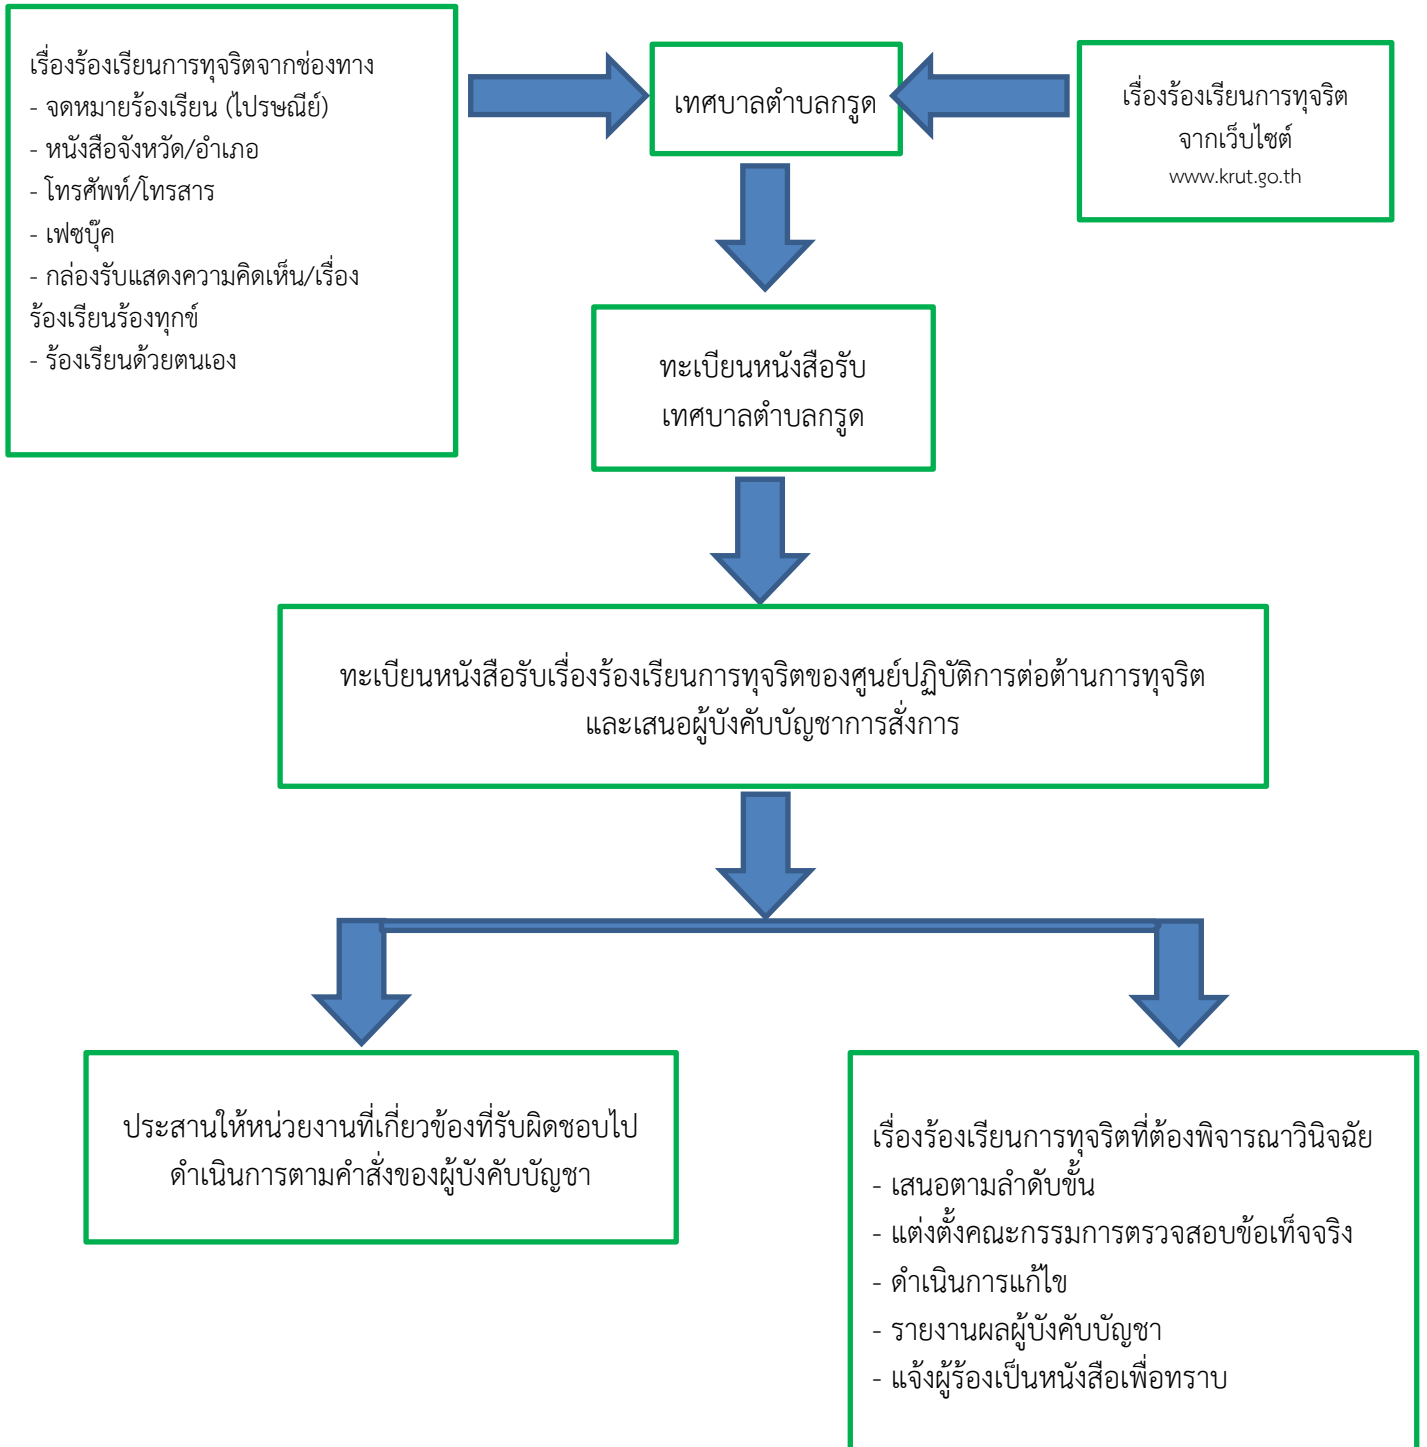 เรื่องร้องเรียนการทุจริตจากช่องทาง
- จดหมายร้องเรียน (ไปรษณีย์)
- หนังสือจังหวัด/อำเภอ
- โทรศัพท์/โทรสาร
- เฟซบุ๊ค
- กล่องรับแสดงความคิดเห็น/เรื่อง
ร้องเรียนร้องทุกข์
- ร้องเรียนด้วยตนเอง
เทศบาลตำบลกรูด
เรื่องร้องเรียนการทุจริต
จากเว็บไซต์
www.krut.go.th
ทะเบียนหนังสือรับ
เทศบาลตำบลกรูด
ทะเบียนหนังสือรับเรื่องร้องเรียนการทุจริตของศูนย์ปฏิบัติการต่อต้านการทุจริต
และเสนอผู้บังคับบัญชาการสั่งการ
ประสานให้หน่วยงานที่เกี่ยวข้องที่รับผิดชอบไป
ดำเนินการตามคำสั่งของผู้บังคับบัญชา
เรื่องร้องเรียนการทุจริตที่ต้องพิจารณาวินิจฉัย
- เสนอตามลำดับขั้น
- แต่งตั้งคณะกรรมการตรวจสอบข้อเท็จจริง
- ดำเนินการแก้ไข
- รายงานผลผู้บังคับบัญชา
- แจ้งผู้ร้องเป็นหนังสือเพื่อทราบ